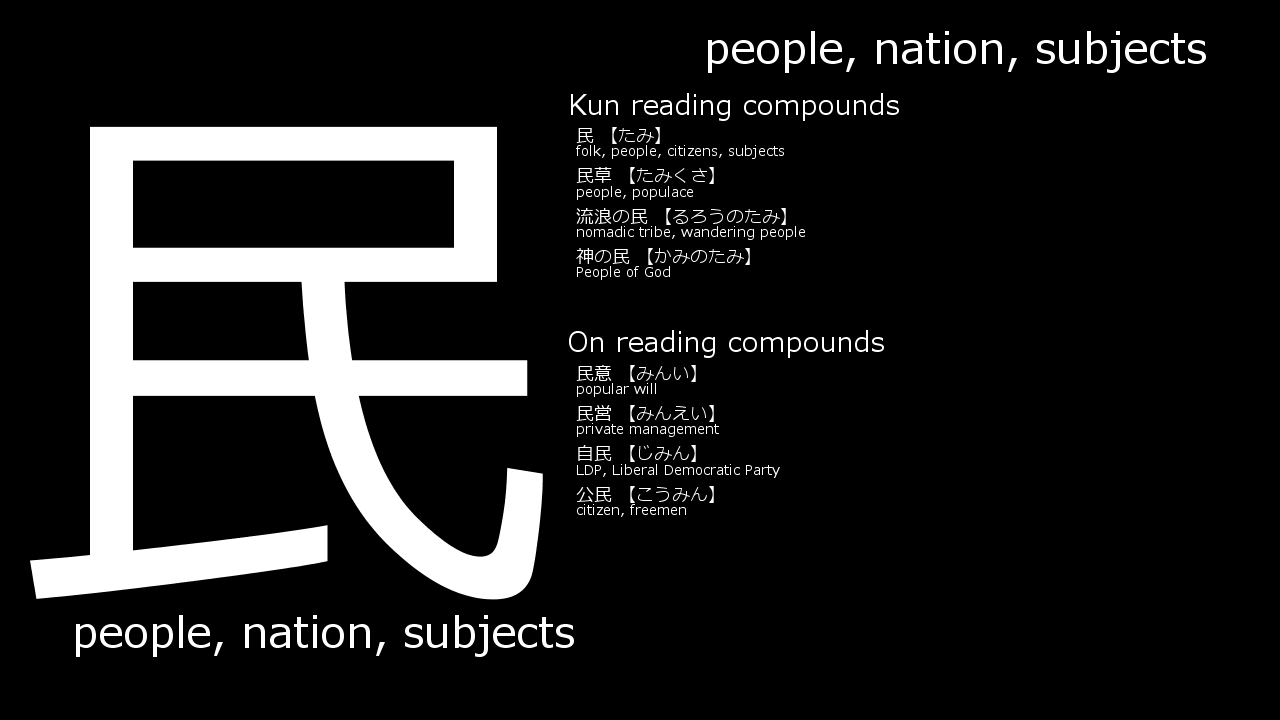 people, nation, subjects
民
people, nation, subjects
Kun reading compounds
民 【たみ】
folk, people, citizens, subjects
民草 【たみくさ】
people, populace
流浪の民 【るろうのたみ】
nomadic tribe, wandering people
神の民 【かみのたみ】
People of God
On reading compounds
民意 【みんい】
popular will
民営 【みんえい】
private management
自民 【じみん】
LDP, Liberal Democratic Party
公民 【こうみん】
citizen, freemen